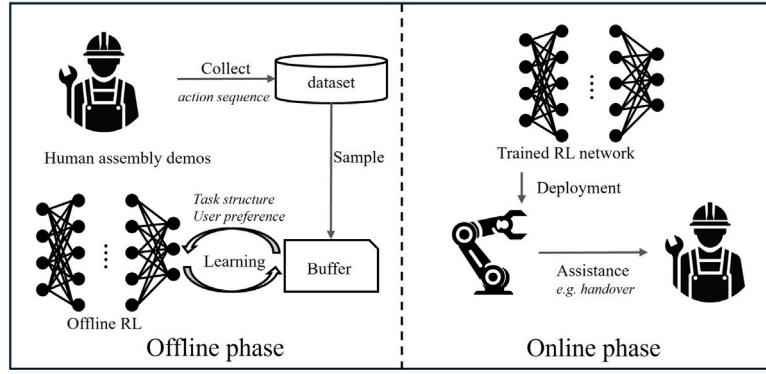 Collect
action sequence
dataset
Human assembly demos
Sample
Task structure
User preference
Learning
Buffer
Offline RL
Offline phase
Trained RL network
Deployment
Assistance
e.g. handover
Online phase